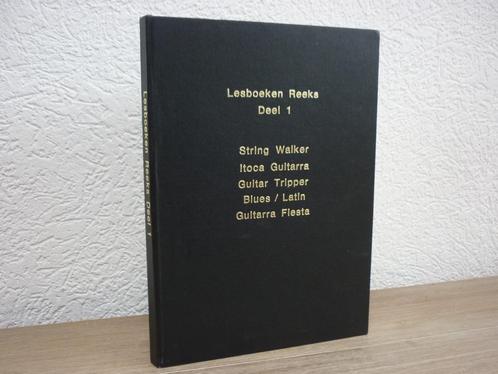 Lesboeken Reeks Deel 1
Lesboeken Reeks
Deel 1
String Walker
Itoca Guitarra
Guitar Tripper
Blues / Latin
Guitarra Fiesta